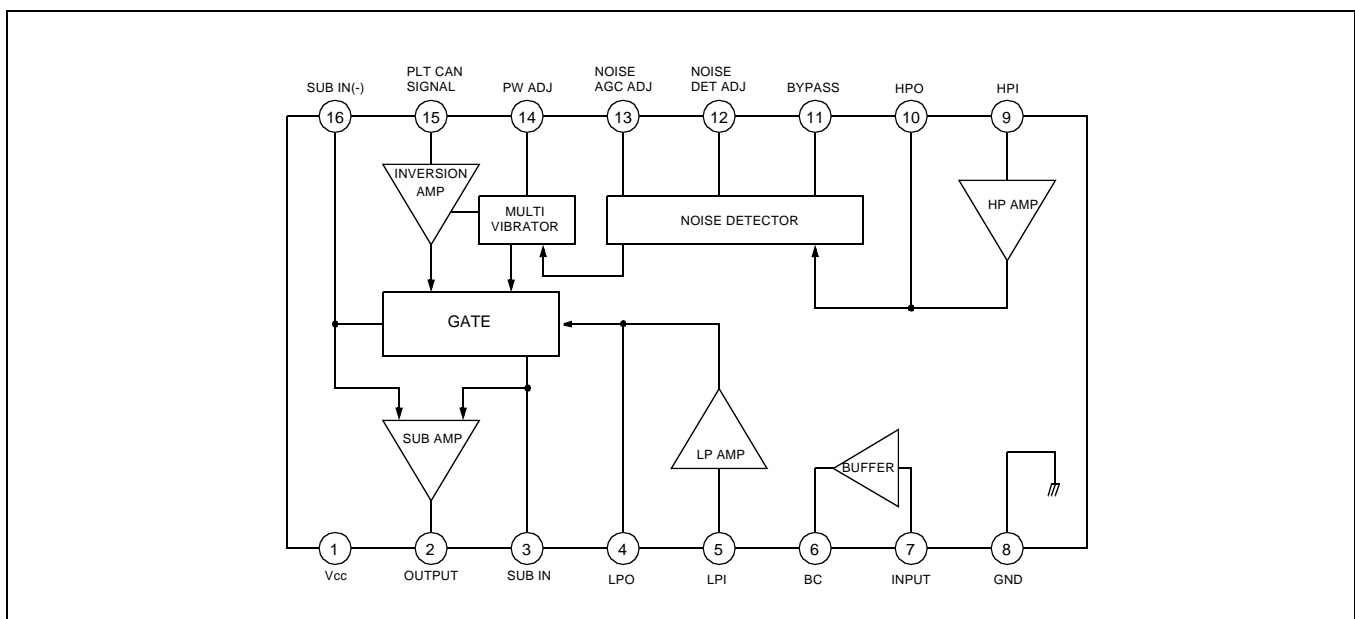 SUB IN(-)
PLT CAN
SIGNAL
PW ADJ
NOISE
AGC ADJ
NOISE
DET ADJ
BYPASS
HPO
HPI
16
15
14
13
12
11
10
9
INVERSION
AMP
MULTI
VIBRATOR
NOISE DETECTOR
HP AMP
GATE
SUB AMP
LP AMP
BUFFER
1
2
3
4
5
6
7
8
Vcc
OUTPUT
SUB IN
LPO
LPI
BC
INPUT
GND